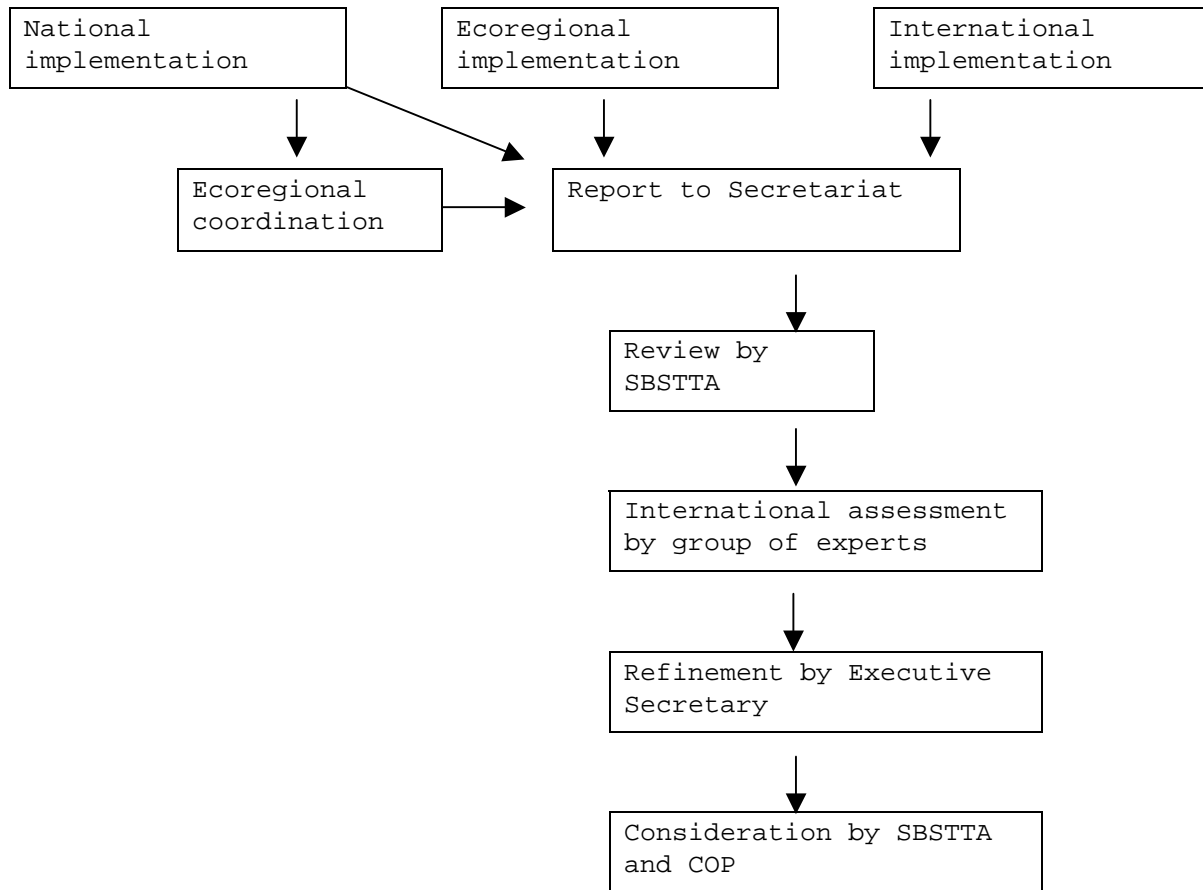 National
implementation
Ecoregional
implementation
International
implementation
Ecoregional
coordination
Report to Secretariat
Review by
SBSTTA
International assessment
by group of experts
Refinement by Executive
Secretary
Consideration by SBSTTA
and COP